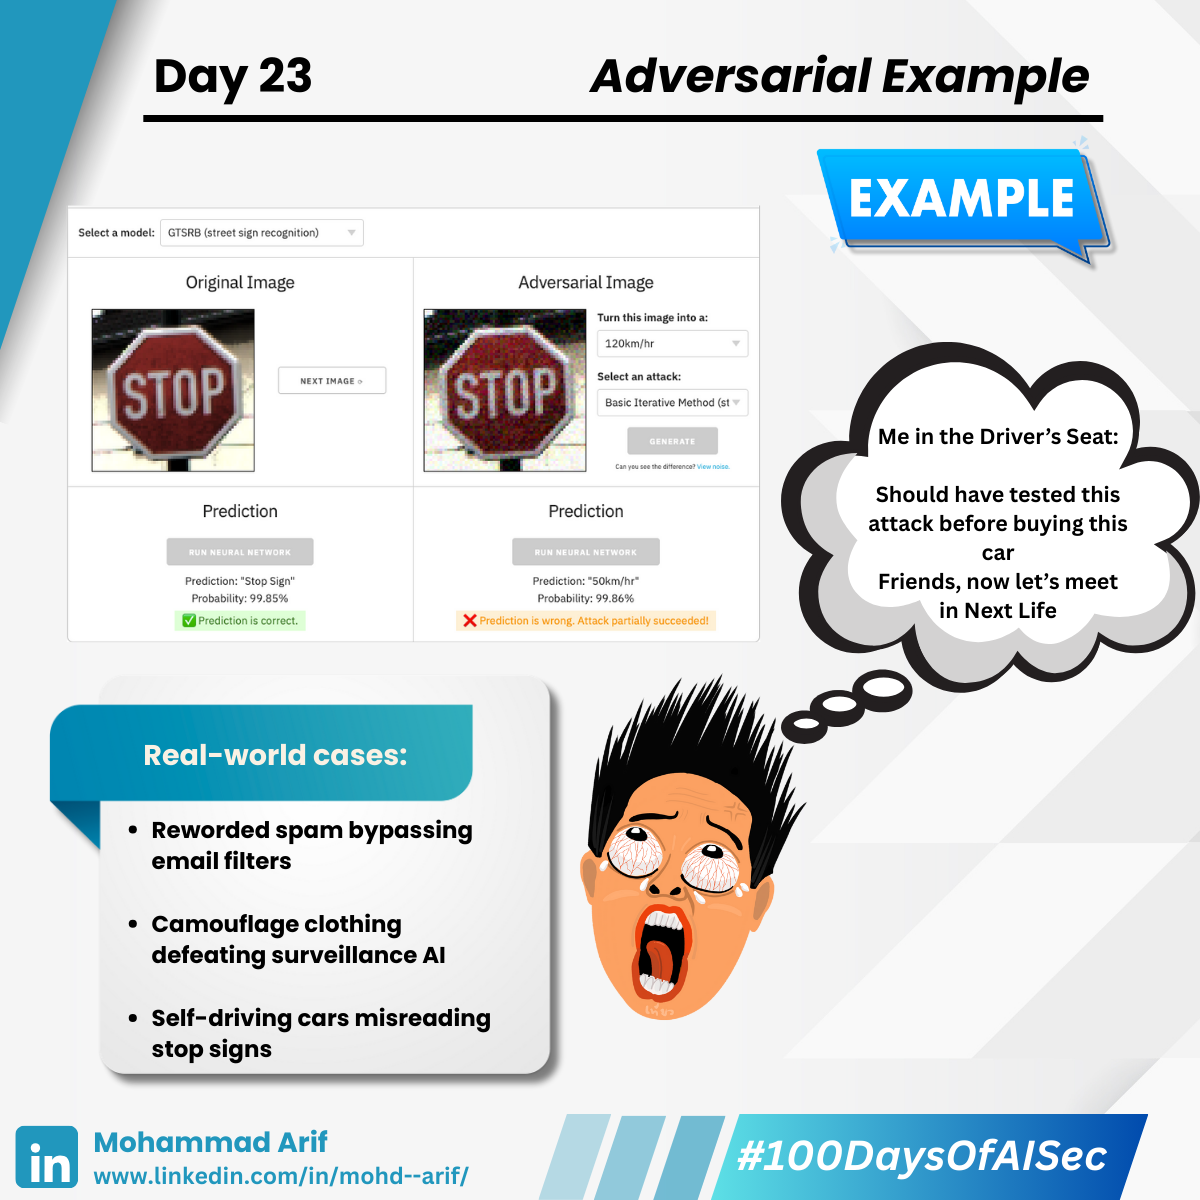 Day 23
Adversarial Example
EXAMPLE
Select a model: GTSRB (street sign recognition)
Original Image
STOP
NEXT IMAGE
Adversarial Image
STOP
Turn this image into a:
120km/hr
Select an attack:
Basic Iterative Method (st
GENERATE
Can you see the difference? View noise.
Prediction
RUN NEURAL NETWORK
Prediction: "Stop Sign"
Probability: 99.85%
✅ Prediction is correct.
Prediction
RUN NEURAL NETWORK
Prediction: "50km/hr"
Probability: 99.86%
❌ Prediction is wrong. Attack partially succeeded!
Me in the Driver’s Seat:
Should have tested this
attack before buying this
car
Friends, now let’s meet
in Next Life
Real-world cases:
• Reworded spam bypassing
email filters
• Camouflage clothing
defeating surveillance AI
• Self-driving cars misreading
stop signs
in
Mohammad Arif
www.linkedin.com/in/mohd--arif/
#100DaysOfAISec